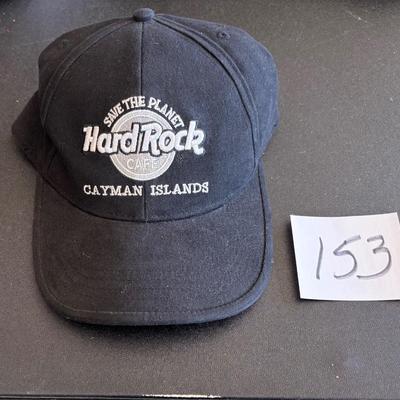 SAVE THE PLANET
Hard Rock
CAFE
CAYMAN ISLANDS
153